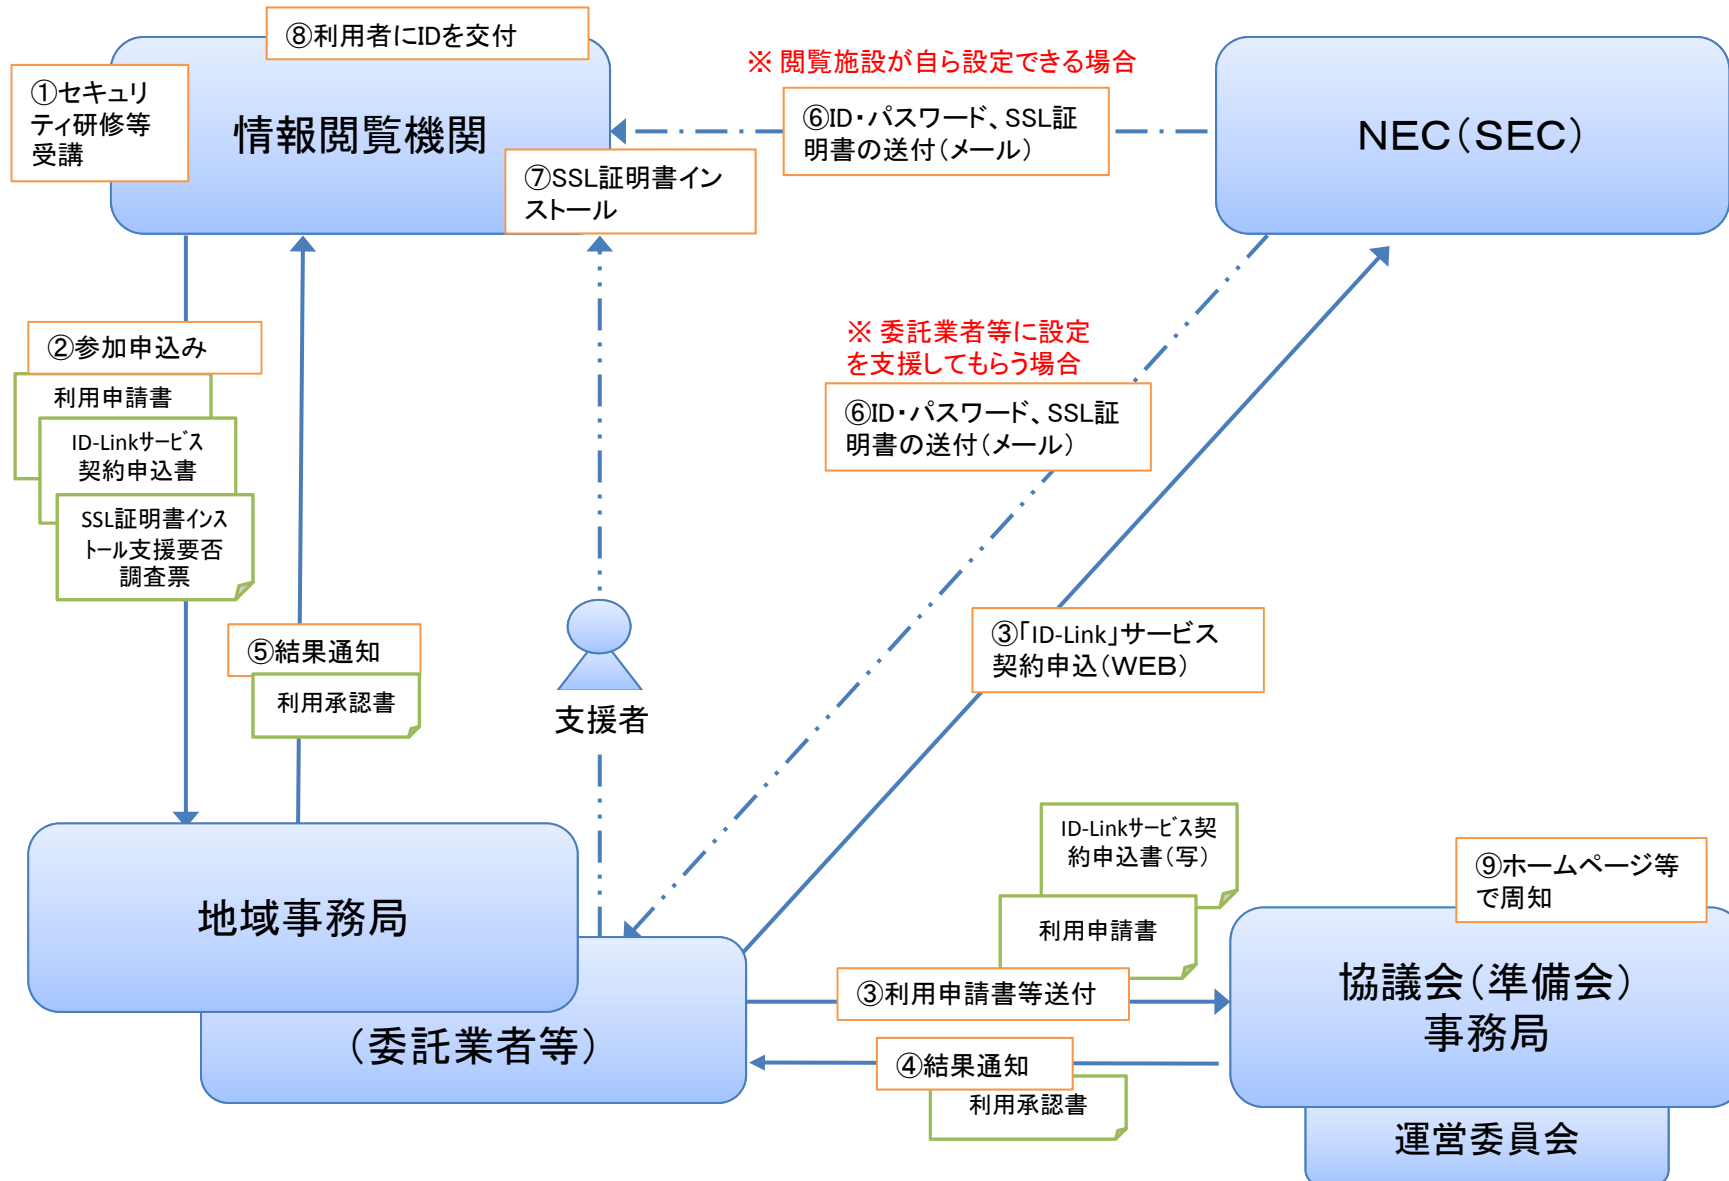 ⑧利用者にIDを交付
①セキュリ
ティ研修等
受講
情報閲覧機関
⑦SSL証明書イン
ストール
※ 閲覧施設が自ら設定できる場合
⑥ID・パスワード、SSL証
明書の送付(メール)
NEC(SEC)
②参加申込み
利用申請書
ID-Linkサービス
契約申込書
SSL証明書インス
トール支援要否
調査票
※ 委託業者等に設定
を支援してもらう場合
⑥ID・パスワード、SSL証
明書の送付(メール)
⑤結果通知
利用承認書
支援者
③「ID-Link」サービス
契約申込(WEB)
地域事務局
(委託業者等)
ID-Linkサービス契
約申込書(写)
利用申請書
③利用申請書等送付
④結果通知
利用承認書
⑨ホームページ等
で周知
協議会(準備会)
事務局
運営委員会